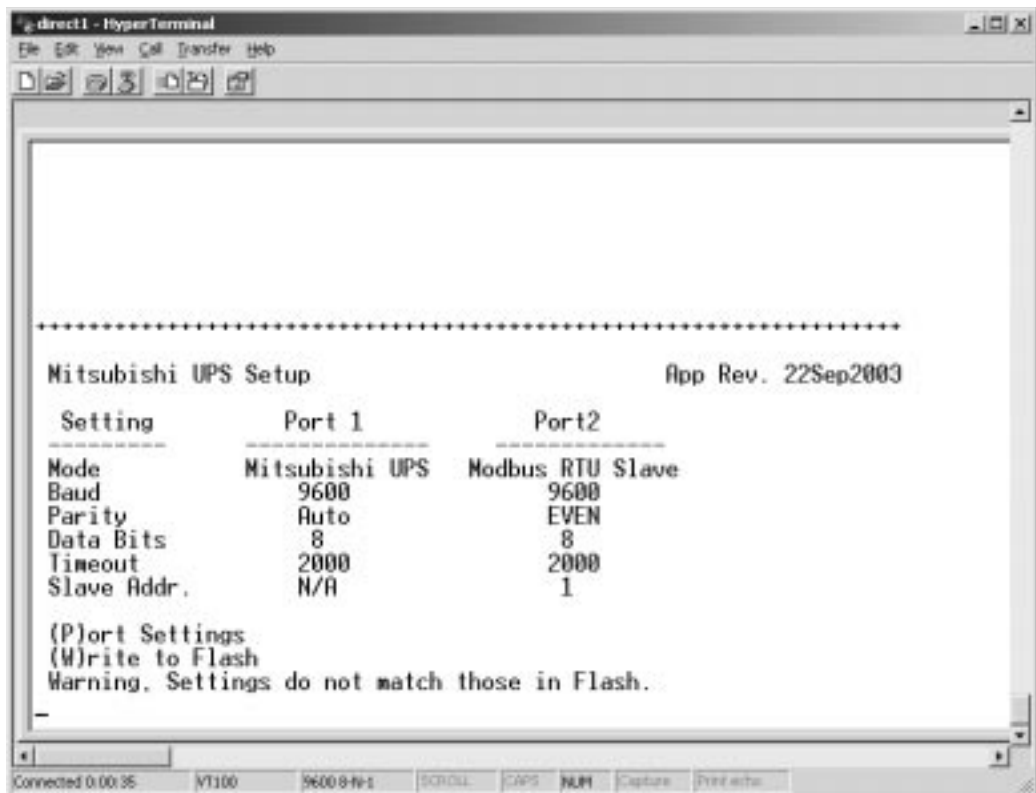 direct1 - HyperTerminal
File Edit View Call Transfer Help
Mitsubishi UPS Setup App Rev. 22Sep2003
Setting Port 1 Port2
Mode Mitsubishi UPS Modbus RTU Slave
Baud 9600 9600
Parity Auto EVEN
Data Bits 8 8
Timeout 2000 2000
Slave Addr. N/A 1
(P)ort Settings
(W)rite to Flash
Warning, Settings do not match those in Flash.
Connected 0:00:35 VT100 9600 8-N-1 SCROLL CAPS NUM Capture Print echo